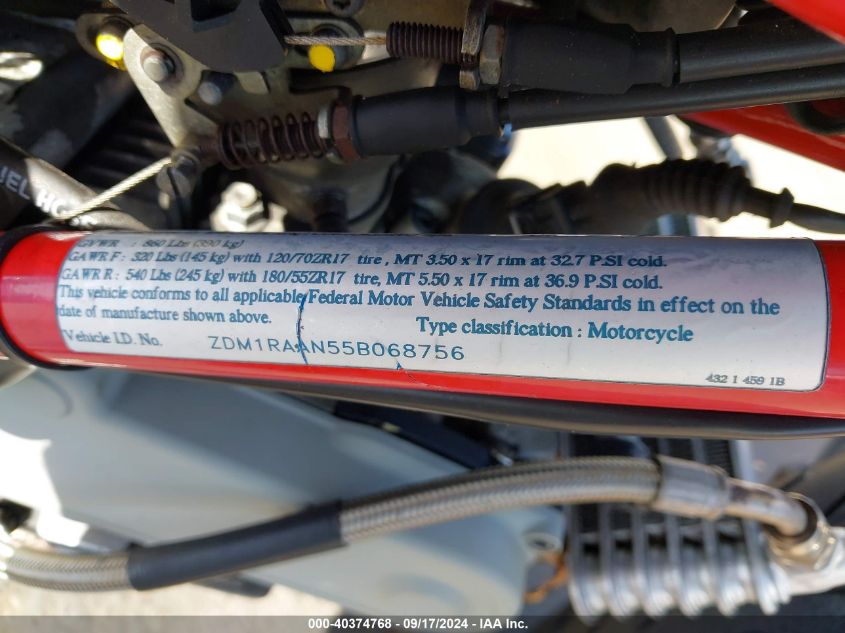 GVWR : 860 Lbs (390 kg)
GAWR F : 320 Lbs (145 kg) with 120/70ZR17 tire , MT 3.50 x 17 rim at 32.7 P.SI cold.
GAWR R : 540 Lbs (245 kg) with 180/55ZR17 tire, MT 5.50 x 17 rim at 36.9 P.SI cold.
This vehicle conforms to all applicable Federal Motor Vehicle Safety Standards in effect on the
date of manufacture shown above.
Type classification : Motorcycle
Vehicle I.D. No. ZDM1RAAN55B068756
432 1 459 1B
000-40374768 - 09/17/2024 - IAA Inc.